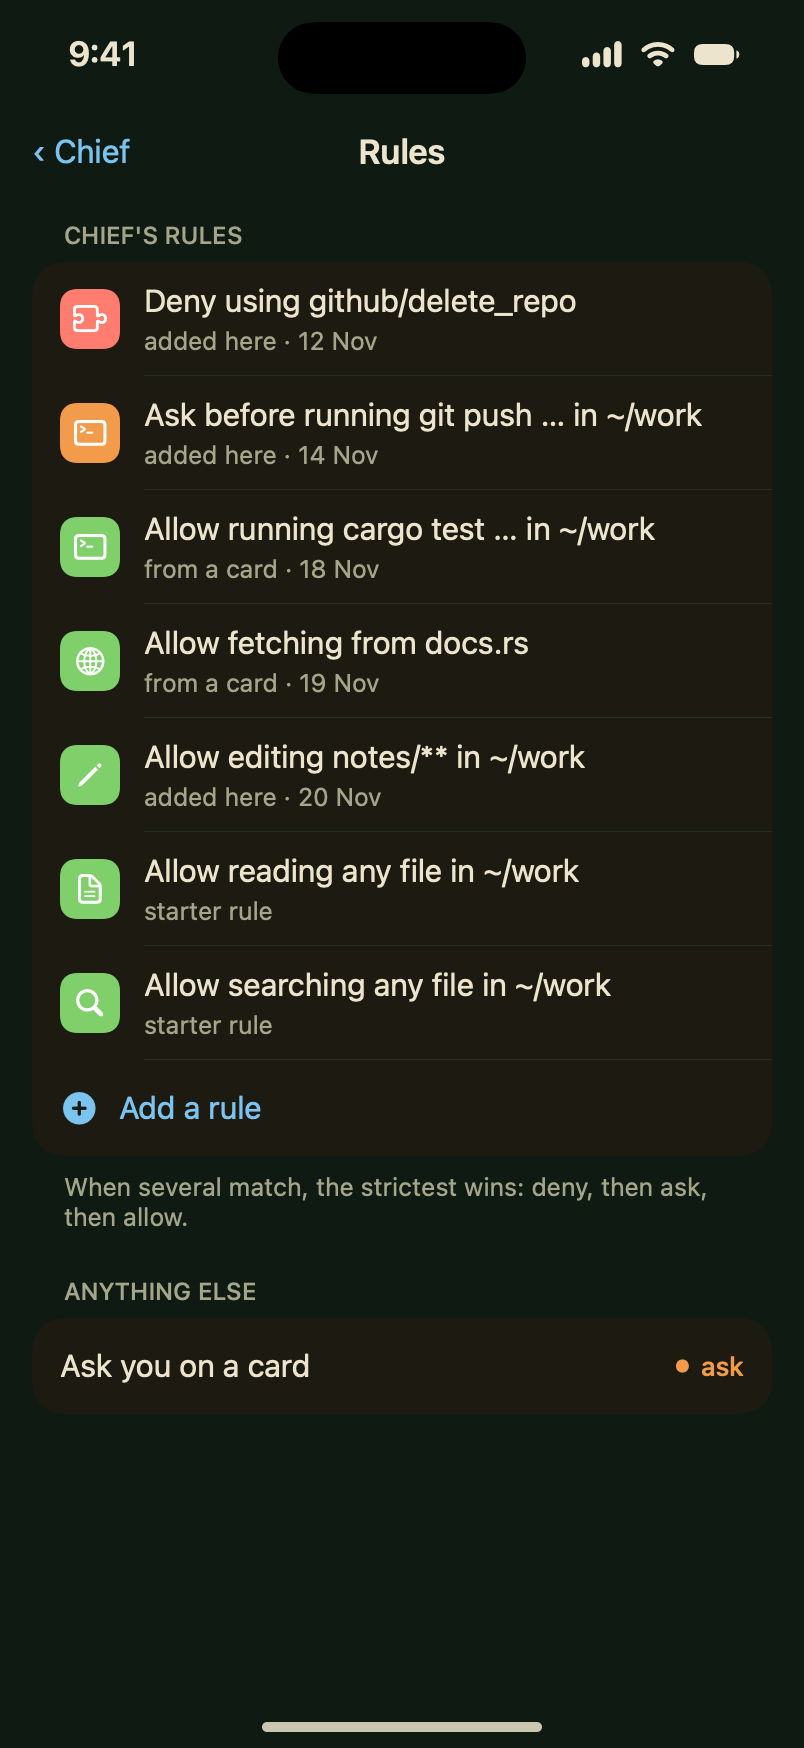 9:41
‹ Chief
Rules
CHIEF'S RULES
Deny using github/delete_repo
added here · 12 Nov
Ask before running git push ... in ~/work
added here · 14 Nov
Allow running cargo test ... in ~/work
from a card · 18 Nov
Allow fetching from docs.rs
from a card · 19 Nov
Allow editing notes/** in ~/work
added here · 20 Nov
Allow reading any file in ~/work
starter rule
Allow searching any file in ~/work
starter rule
Add a rule
When several match, the strictest wins: deny, then ask,
then allow.
ANYTHING ELSE
Ask you on a card
ask